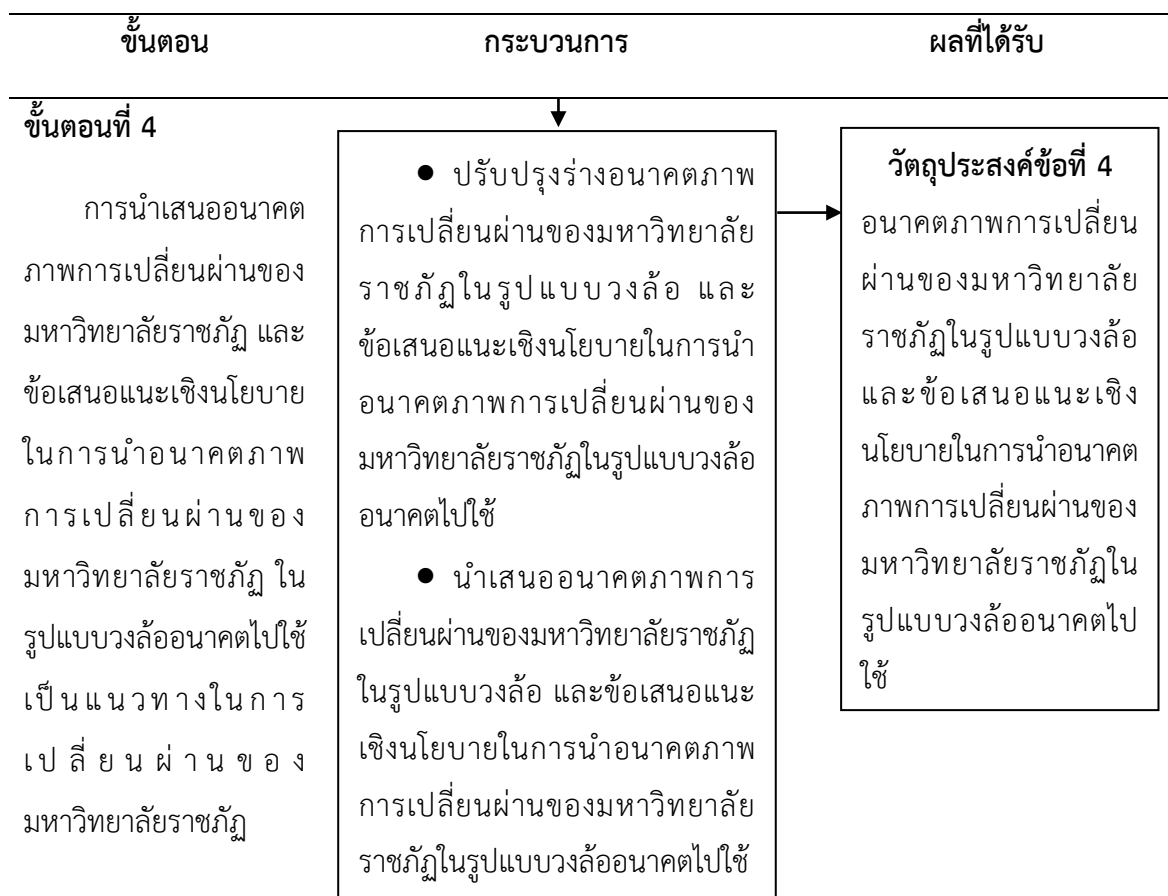 ขั้นตอน กระบวนการ ผลที่ได้รับ
ขั้นตอนที่ 4
การนำเสนออนาคต
ภาพการเปลี่ยนผ่านของ
มหาวิทยาลัยราชภัฏ และ
ข้อเสนอแนะเชิงนโยบาย
ในการนำอนาคตภาพ
การเปลี่ยนผ่านของ
มหาวิทยาลัยราชภัฏ ใน
รูปแบบวงล้ออนาคตไปใช้
เป็นแนวทางในการ
เปลี่ยนผ่านของ
มหาวิทยาลัยราชภัฏ
● ปรับปรุงร่างอนาคตภาพ
การเปลี่ยนผ่านของมหาวิทยาลัย
ราชภัฏในรูปแบบวงล้อ และ
ข้อเสนอแนะเชิงนโยบายในการนำ
อนาคตภาพการเปลี่ยนผ่านของ
มหาวิทยาลัยราชภัฏในรูปแบบวงล้อ
อนาคตไปใช้
● นำเสนออนาคตภาพการ
เปลี่ยนผ่านของมหาวิทยาลัยราชภัฏ
ในรูปแบบวงล้อ และข้อเสนอแนะ
เชิงนโยบายในการนำอนาคตภาพ
การเปลี่ยนผ่านของมหาวิทยาลัย
ราชภัฏในรูปแบบวงล้ออนาคตไปใช้
วัตถุประสงค์ข้อที่ 4
อนาคตภาพการเปลี่ยน
ผ่านของมหาวิทยาลัย
ราชภัฏในรูปแบบวงล้อ
และข้อเสนอแนะเชิง
นโยบายในการนำอนาคต
ภาพการเปลี่ยนผ่านของ
มหาวิทยาลัยราชภัฏใน
รูปแบบวงล้ออนาคตไป
ใช้